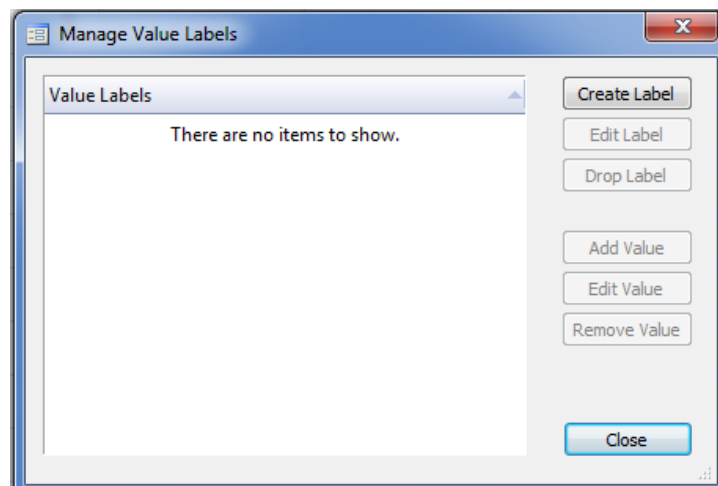 Manage Value Labels
Value Labels
There are no items to show.
Create Label
Edit Label
Drop Label
Add Value
Edit Value
Remove Value
Close